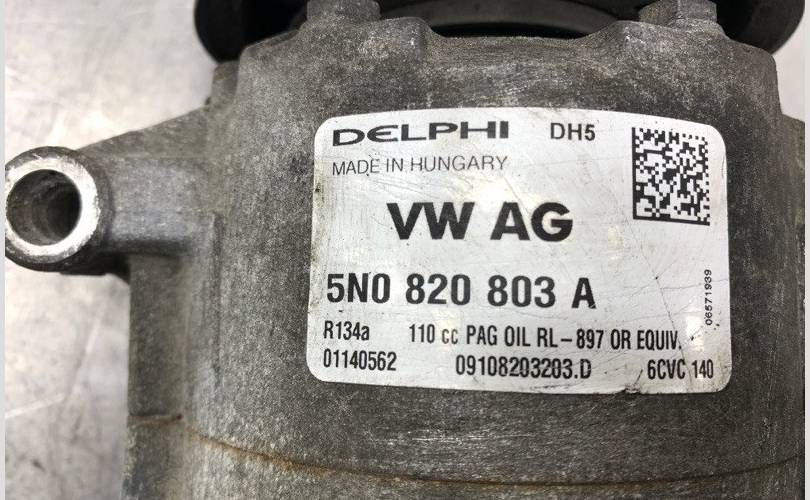 DELPHI DH5
MADE IN HUNGARY
VW AG
5N0 820 803 A
R134a 110 cc PAG OIL RL-897 OR EQUIV.
01140562 09108203203.D 6CVC 140
06571939